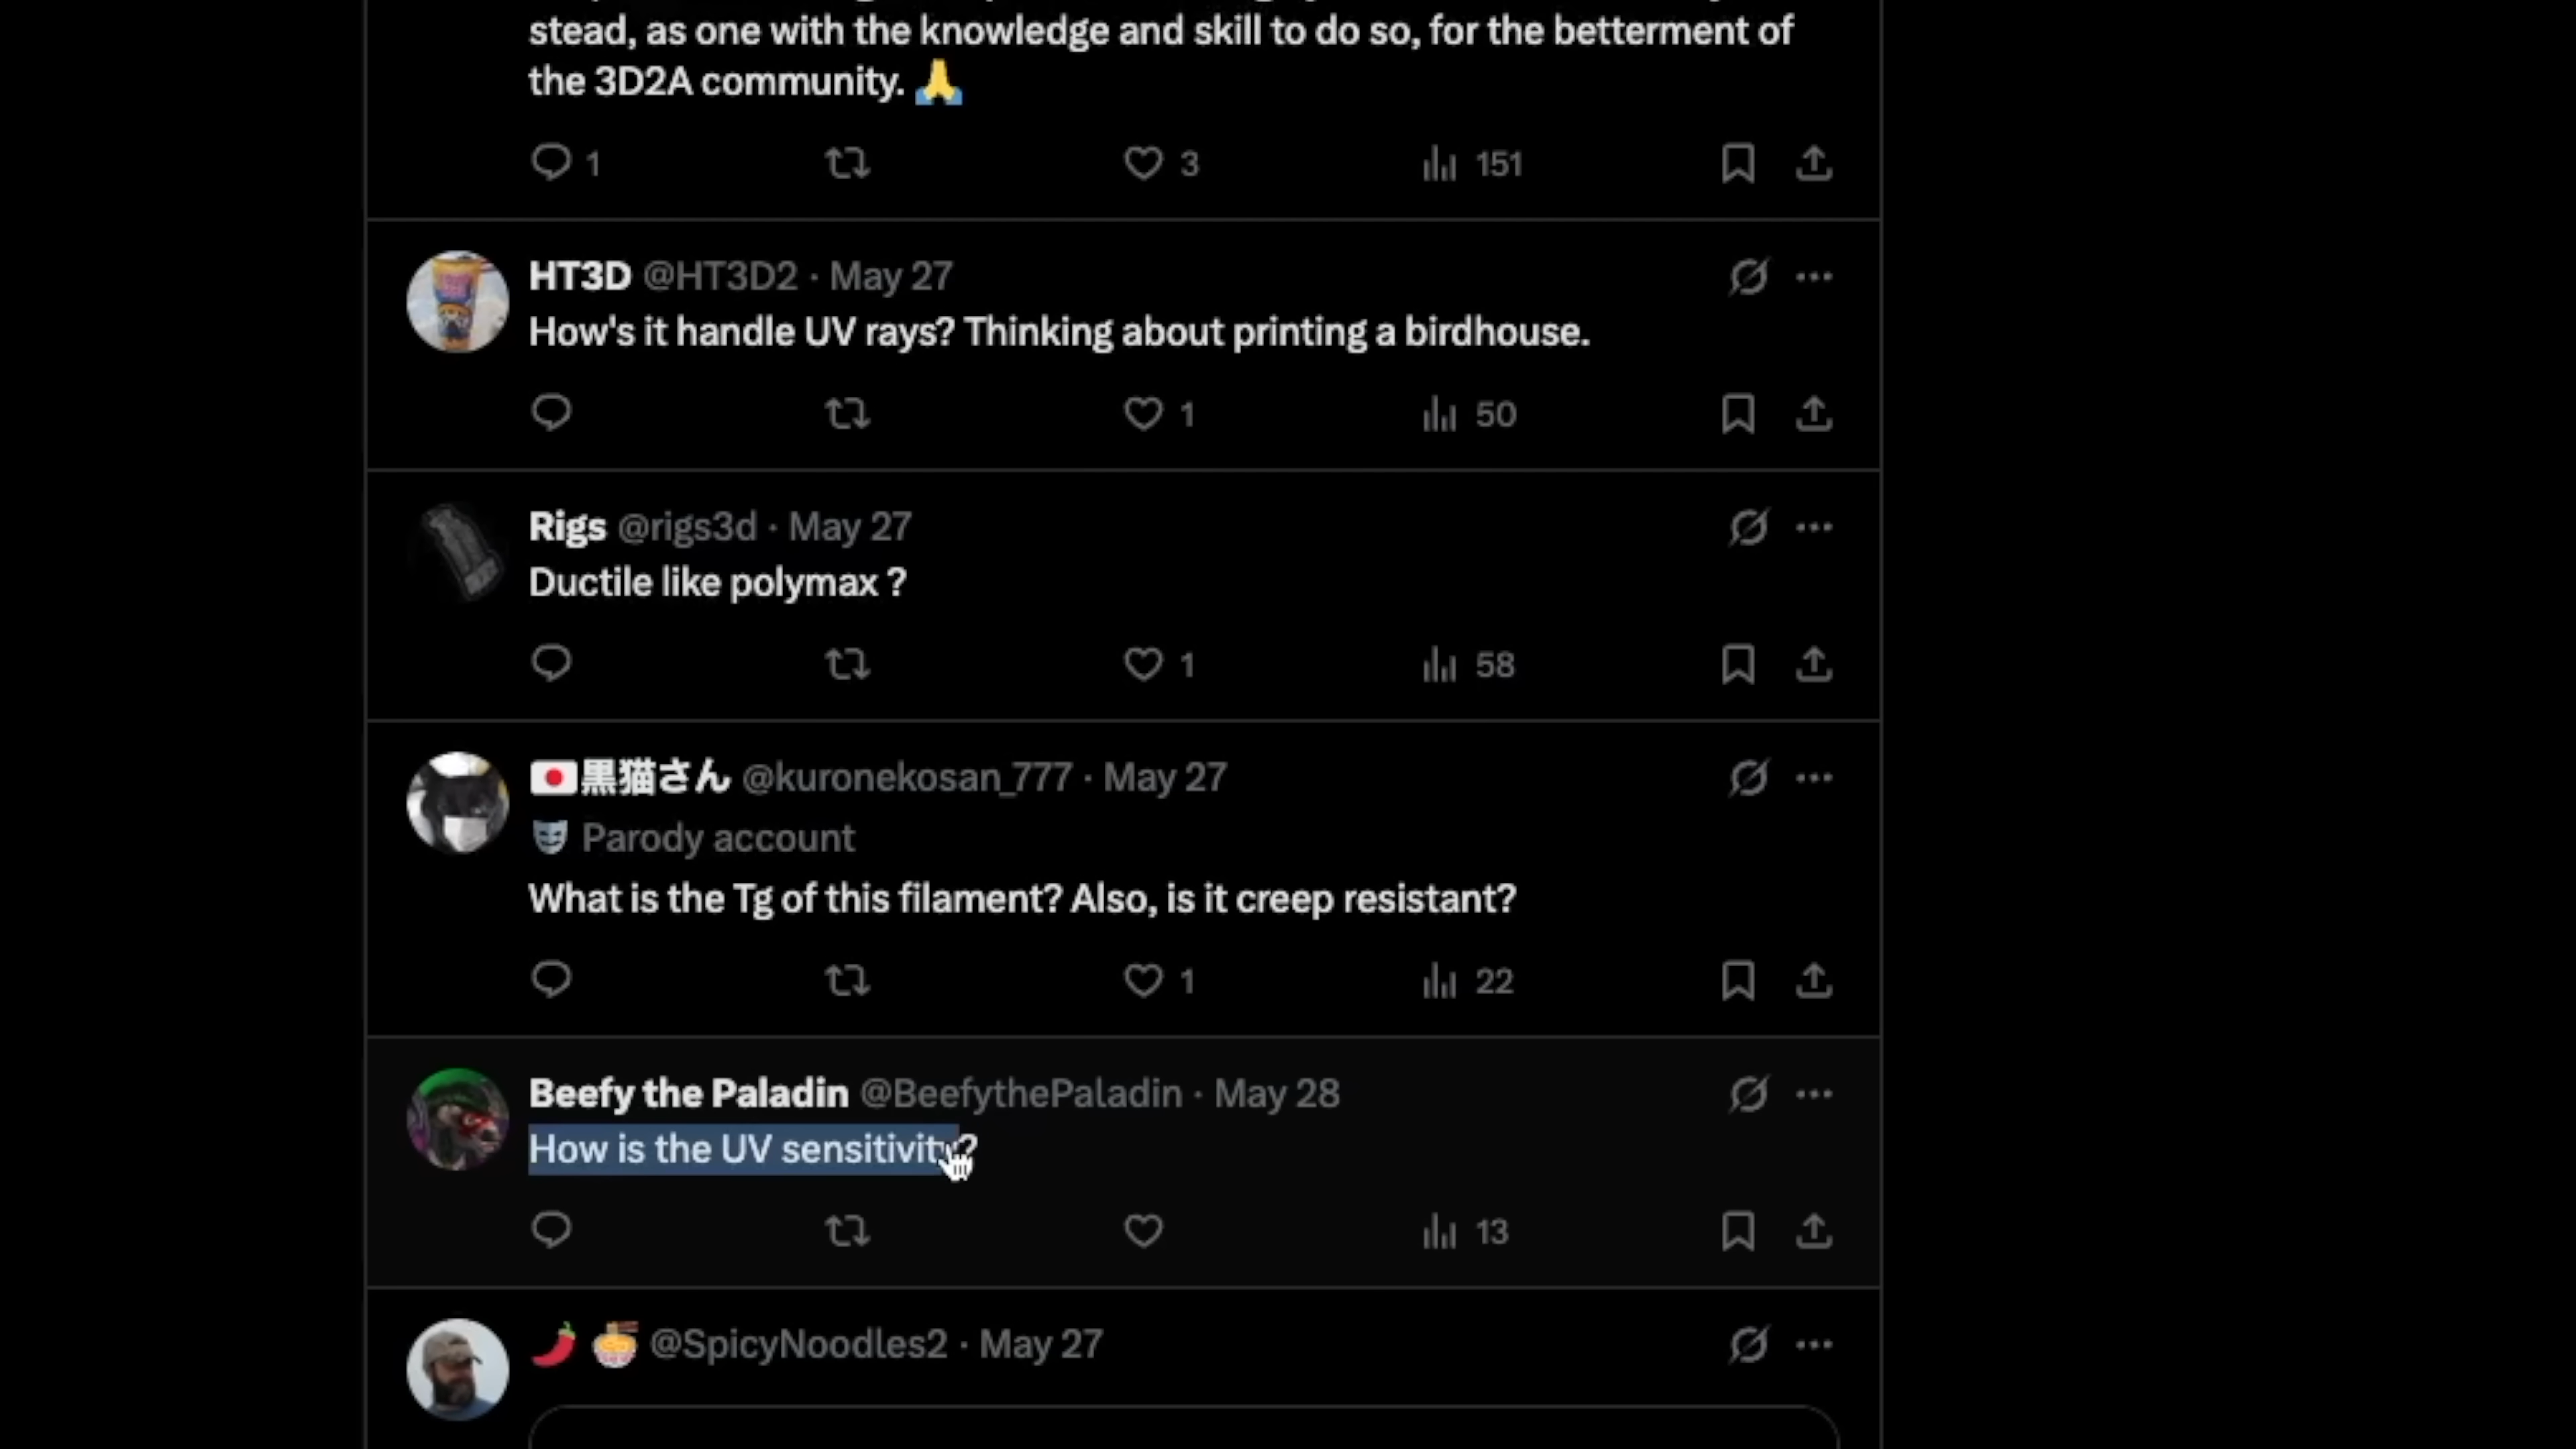 stead, as one with the knowledge and skill to do so, for the betterment of
the 3D2A community. 🙏
1 3 151
HT3D @HT3D2 · May 27
How's it handle UV rays? Thinking about printing a birdhouse.
1 50
Rigs @rigs3d · May 27
Ductile like polymax ?
1 58
🇯🇵黒猫さん @kuronekosan_777 · May 27
Parody account
What is the Tg of this filament? Also, is it creep resistant?
1 22
Beefy the Paladin @BeefythePaladin · May 28
How is the UV sensitivity?
13
🌶️ 🍜 @SpicyNoodles2 · May 27